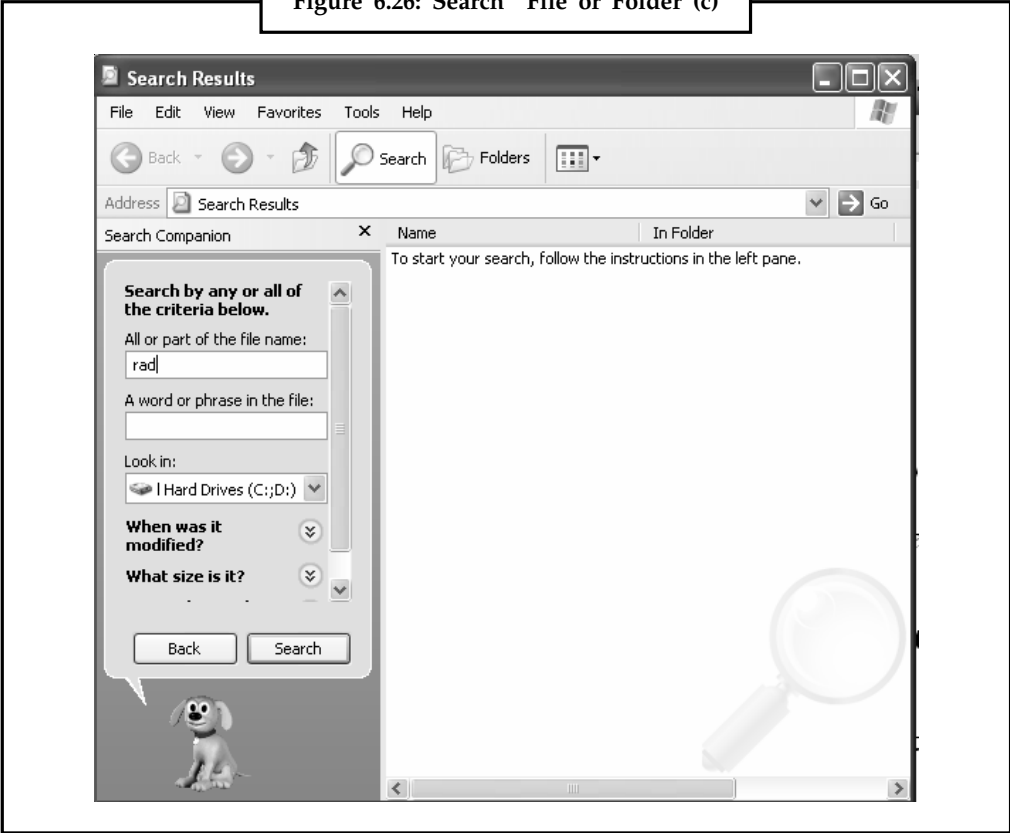 Figure 6.26: Search File or Folder (c)
Search Results
File Edit View Favorites Tools Help
Back Search Folders
Address Search Results Go
Search Companion Name In Folder
To start your search, follow the instructions in the left pane.
Search by any or all of
the criteria below.
All or part of the file name:
rad
A word or phrase in the file:
Look in:
l Hard Drives (C:;D:)
When was it
modified?
What size is it?
Back Search